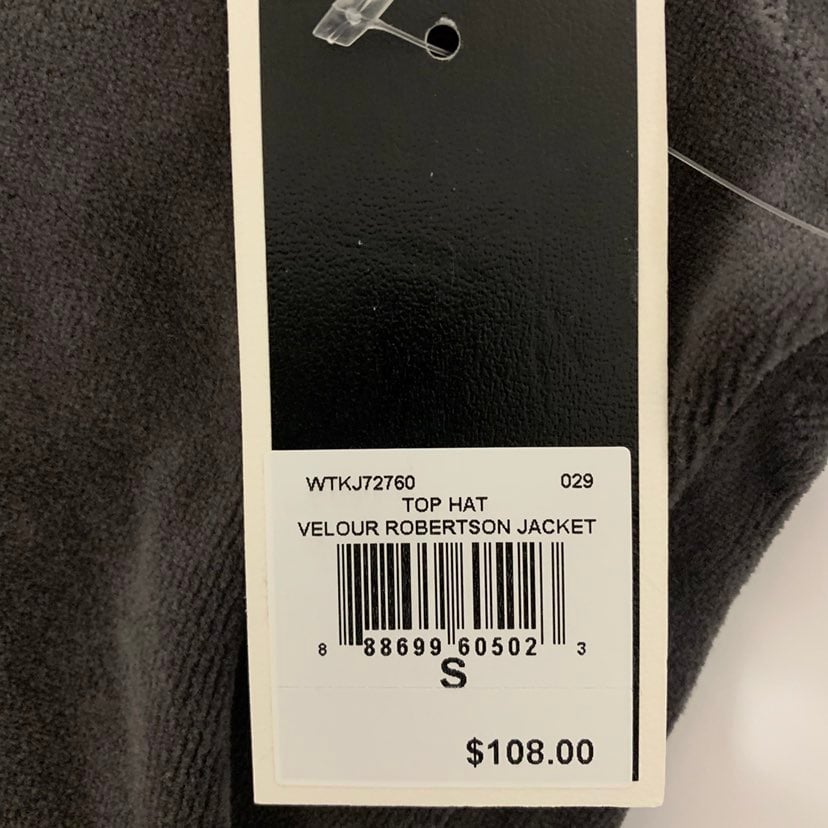 WTKJ72760 029
TOP HAT
VELOUR ROBERTSON JACKET
8 88699 60502 3
S
$108.00